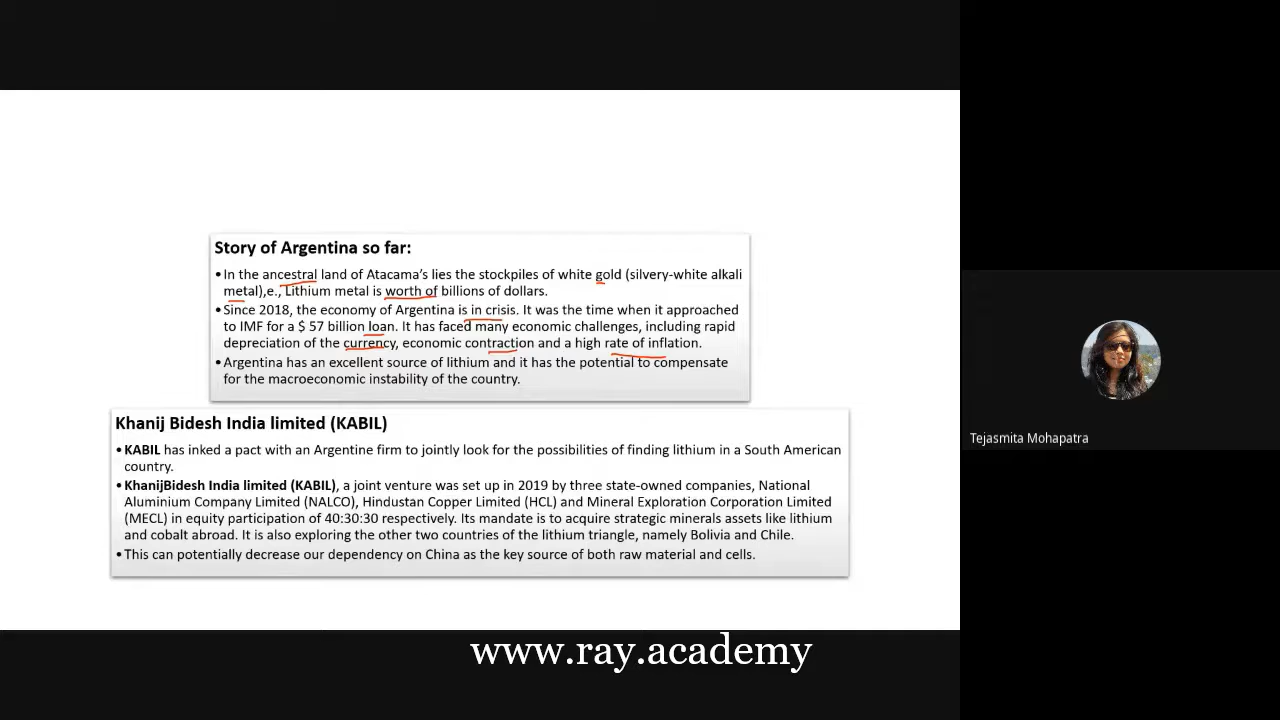 Story of Argentina so far:
•In the ancestral land of Atacama's lies the stockpiles of white gold (silvery-white alkali
metal),e., Lithium metal is worth of billions of dollars.
•Since 2018, the economy of Argentina is in crisis. It was the time when it approached
to IMF for a $ 57 billion loan. It has faced many economic challenges, including rapid
depreciation of the currency, economic contraction and a high rate of inflation.
•Argentina has an excellent source of lithium and it has the potential to compensate
for the macroeconomic instability of the country.
Khanij Bidesh India limited (KABIL)
•KABIL has inked a pact with an Argentine firm to jointly look for the possibilities of finding lithium in a South American
country.
•KhanijBidesh India limited (KABIL), a joint venture was set up in 2019 by three state-owned companies, National
Aluminium Company Limited (NALCO), Hindustan Copper Limited (HCL) and Mineral Exploration Corporation Limited
(MECL) in equity participation of 40:30:30 respectively. Its mandate is to acquire strategic minerals assets like lithium
and cobalt abroad. It is also exploring the other two countries of the lithium triangle, namely Bolivia and Chile.
•This can potentially decrease our dependency on China as the key source of both raw material and cells.
Tejasmita Mohapatra
www.ray.academy